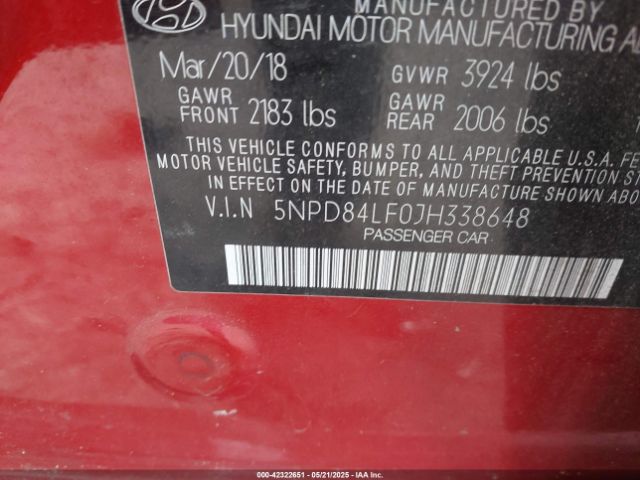 MANUFACTURED BY
HYUNDAI MOTOR MANUFACTURING
Mar/20/18 GVWR 3924 lbs
GAWR FRONT 2183 lbs GAWR REAR 2006 lbs
THIS VEHICLE CONFORMS TO ALL APPLICABLE U.S.A.
MOTOR VEHICLE SAFETY, BUMPER, AND THEFT PREVENTION
IN EFFECT ON THE DATE OF MANUFACTURE SHOWN
V.I.N 5NPD84LF0JH338648
PASSENGER CAR
000-42322651 - 05/21/2025 - IAA Inc.